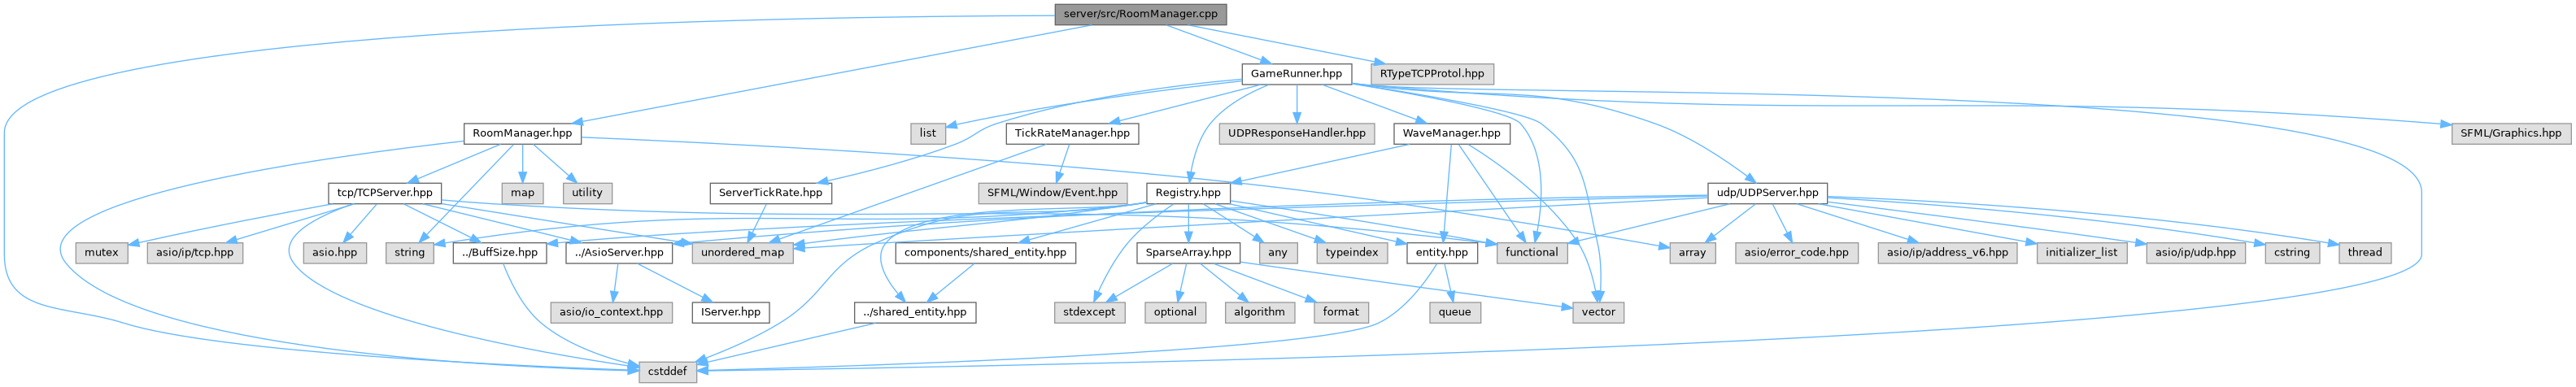 server/src/RoomManager.cpp
GameRunner.hpp
RTypeTCPProtol.hpp
RoomManager.hpp
list
TickRateManager.hpp
UDPResponseHandler.hpp
WaveManager.hpp
SFML/Graphics.hpp
tcp/TCPServer.hpp
map
utility
ServerTickRate.hpp
SFML/Window/Event.hpp
Registry.hpp
udp/UDPServer.hpp
mutex
asio/ip/tcp.hpp
asio.hpp
string
../BuffSize.hpp
../AsioServer.hpp
unordered_map
components/shared_entity.hpp
SparseArray.hpp
any
typeindex
entity.hpp
functional
array
asio/error_code.hpp
asio/ip/address_v6.hpp
initializer_list
asio/ip/udp.hpp
cstring
thread
asio/io_context.hpp
IServer.hpp
../shared_entity.hpp
stdexcept
optional
algorithm
format
queue
vector
cstddef